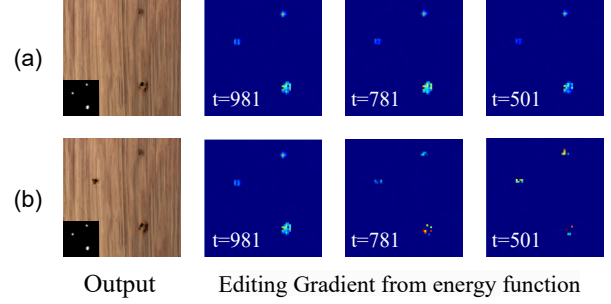 (a)
t=981
t=781
t=501
(b)
t=981
t=781
t=501
Output
Editing Gradient from energy function